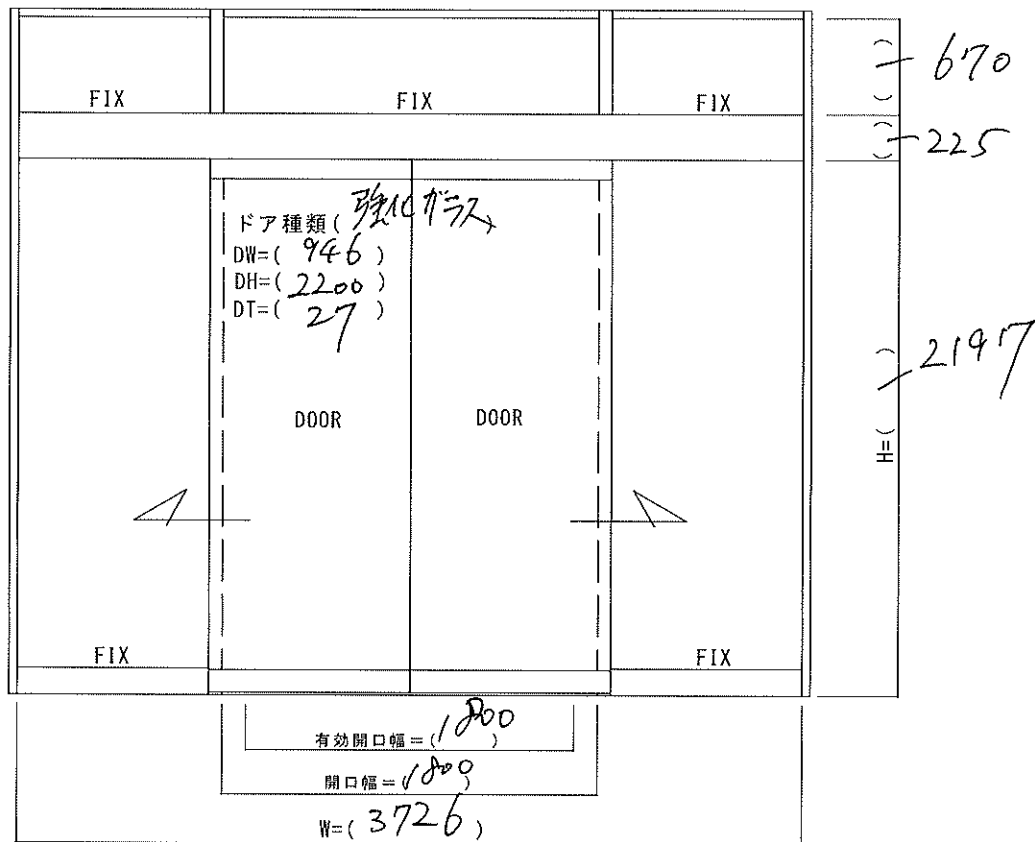 FIX FIX FIX
( ) 670
( ) 225
ドア種類(強化ガラス)
DW=( 946 )
DH=( 2200 )
DT=( 27 )
DOOR DOOR
H=( ) 2197
FIX FIX
有効開口幅=(1800)
開口幅=(1800)
W=( 3726 )